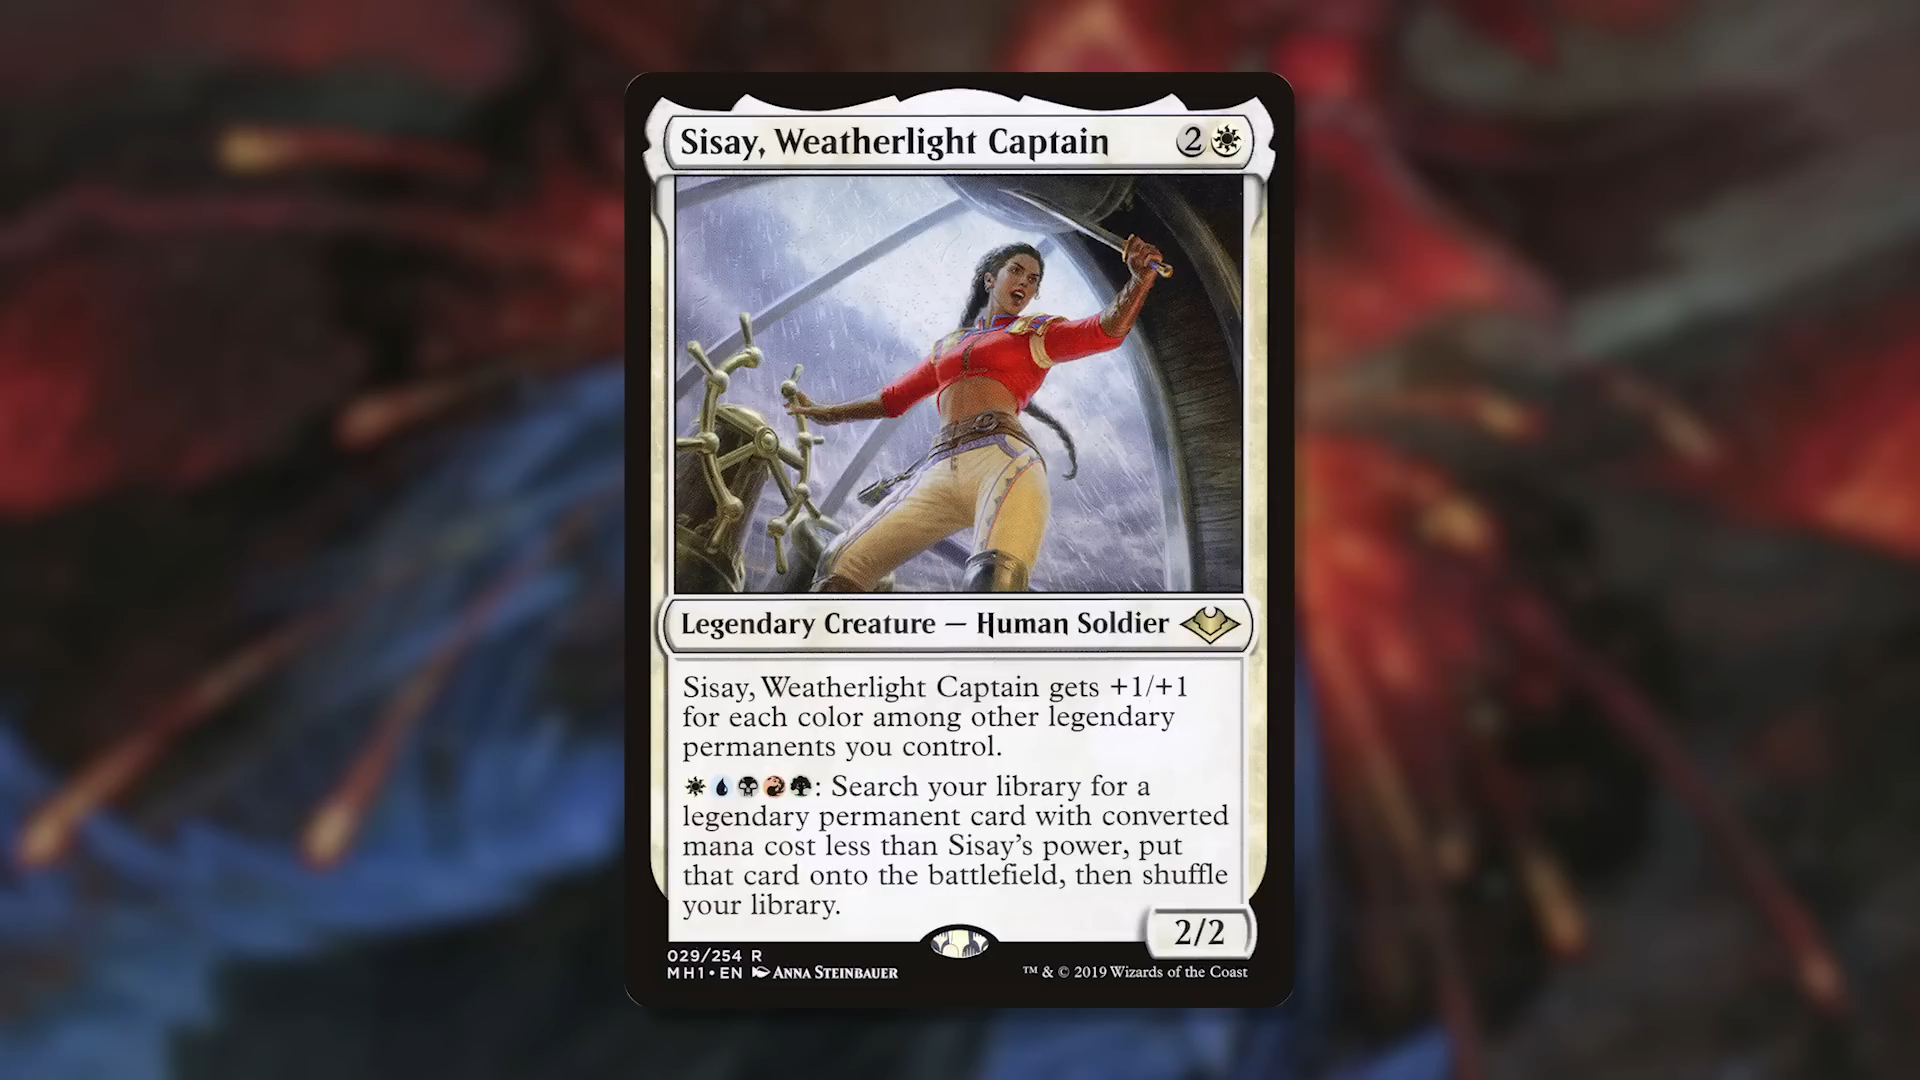 Sisay, Weatherlight Captain 2
Legendary Creature — Human Soldier
Sisay, Weatherlight Captain gets +1/+1
for each color among other legendary
permanents you control.
: Search your library for a
legendary permanent card with converted
mana cost less than Sisay's power, put
that card onto the battlefield, then shuffle
your library.
2/2
029/254 R
MH1•EN Anna Steinbauer
™ & © 2019 Wizards of the Coast